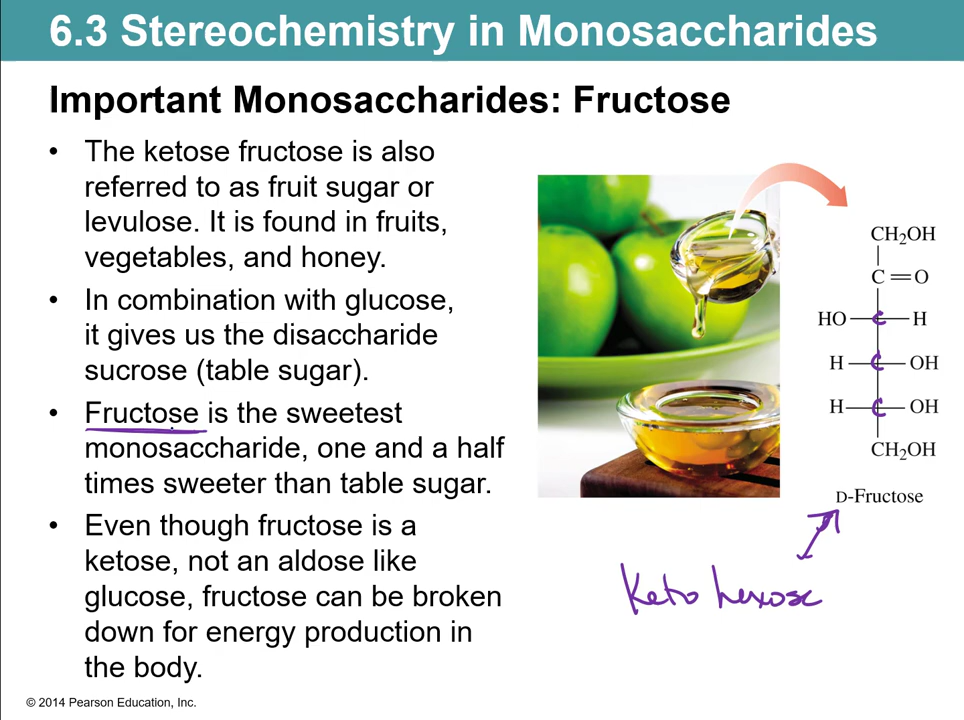 6.3 Stereochemistry in Monosaccharides
Important Monosaccharides: Fructose
• The ketose fructose is also
referred to as fruit sugar or
levulose. It is found in fruits,
vegetables, and honey.
• In combination with glucose,
it gives us the disaccharide
sucrose (table sugar).
• Fructose is the sweetest
monosaccharide, one and a half
times sweeter than table sugar.
• Even though fructose is a
ketose, not an aldose like
glucose, fructose can be broken
down for energy production in
the body.
CH₂OH
C=O
HO—C—H
H—C—OH
H—C—OH
CH₂OH
D-Fructose
Keto hexose
© 2014 Pearson Education, Inc.